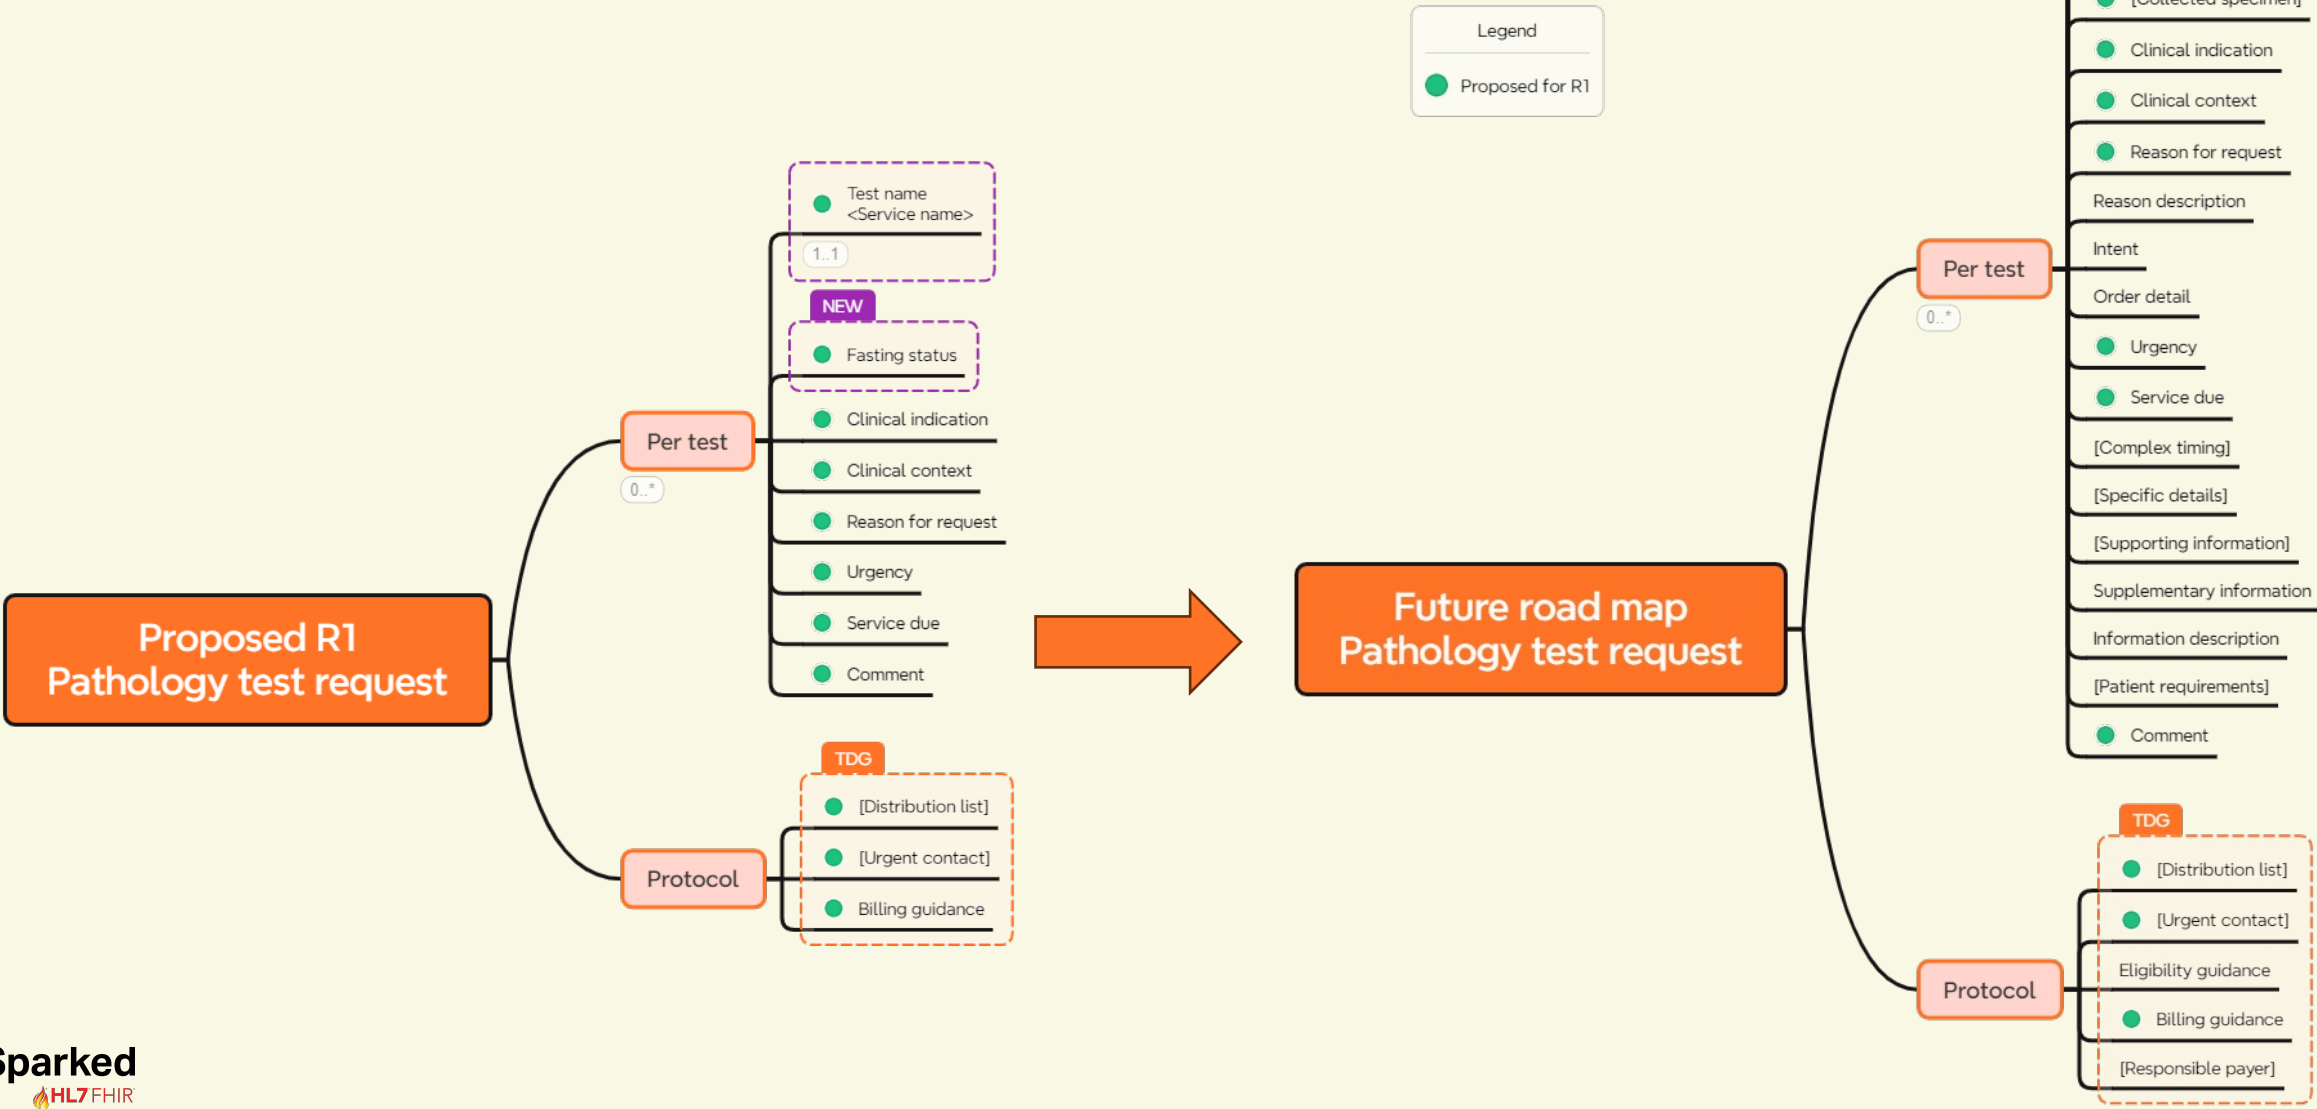 Proposed R1
Pathology test request
Per test
0..*
Test name
<Service name>
1..1
NEW
Fasting status
Clinical indication
Clinical context
Reason for request
Urgency
Service due
Comment
Protocol
TDG
[Distribution list]
[Urgent contact]
Billing guidance
Legend
Proposed for R1
Future road map
Pathology test request
Per test
0..*
[Collected specimen]
Clinical indication
Clinical context
Reason for request
Reason description
Intent
Order detail
Urgency
Service due
[Complex timing]
[Specific details]
[Supporting information]
Supplementary information
Information description
[Patient requirements]
Comment
Protocol
TDG
[Distribution list]
[Urgent contact]
Eligibility guidance
Billing guidance
[Responsible payer]
Sparked
HL7 FHIR